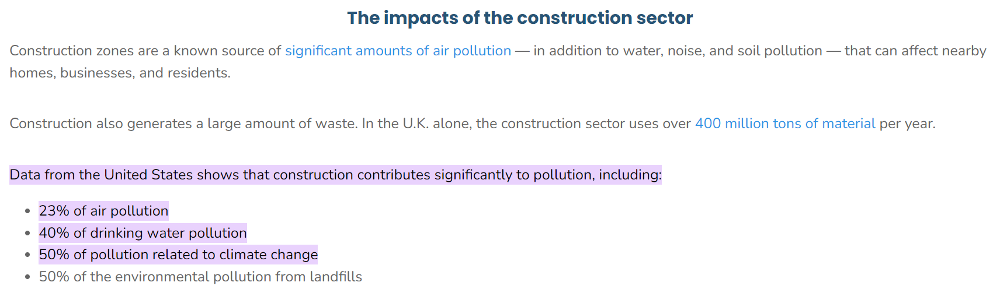 The impacts of the construction sector
Construction zones are a known source of significant amounts of air pollution — in addition to water, noise, and soil pollution — that can affect nearby
homes, businesses, and residents.
Construction also generates a large amount of waste. In the U.K. alone, the construction sector uses over 400 million tons of material per year.
Data from the United States shows that construction contributes significantly to pollution, including:
• 23% of air pollution
• 40% of drinking water pollution
• 50% of pollution related to climate change
• 50% of the environmental pollution from landfills